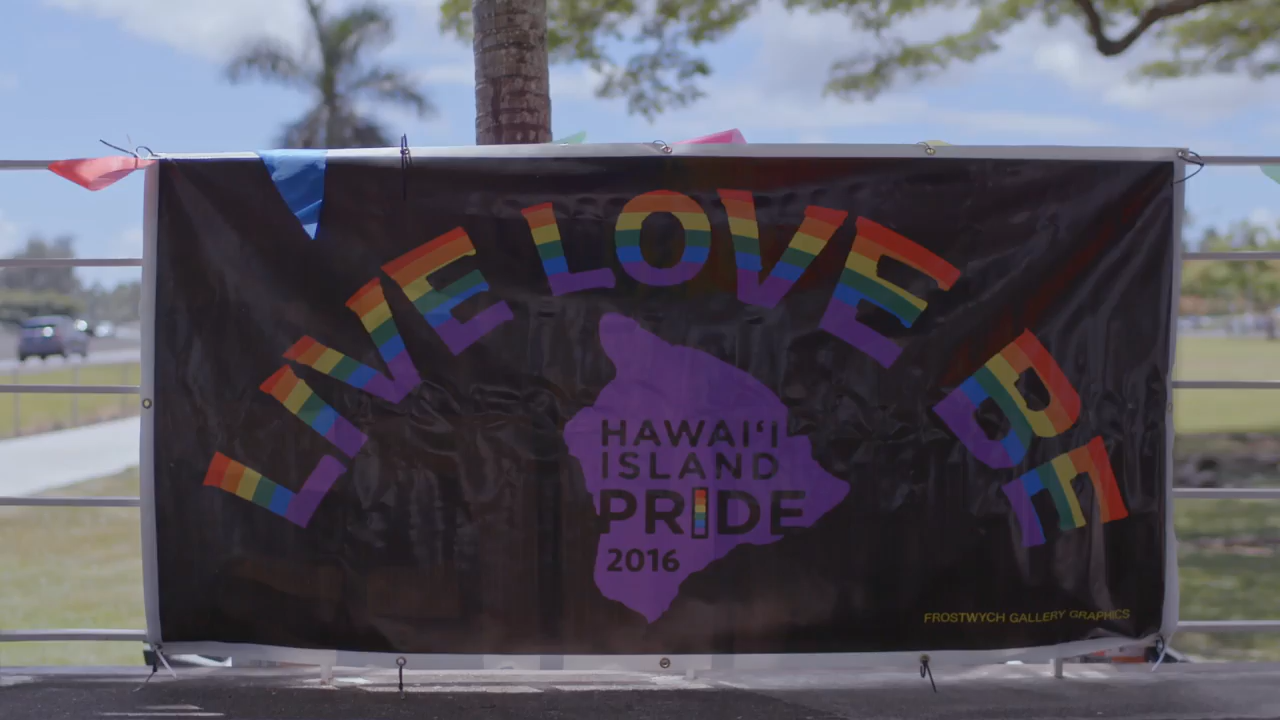 LIVE LOVE BE
HAWAI‘I
ISLAND
PRIDE
2016
FROSTWYCH GALLERY GRAPHICS